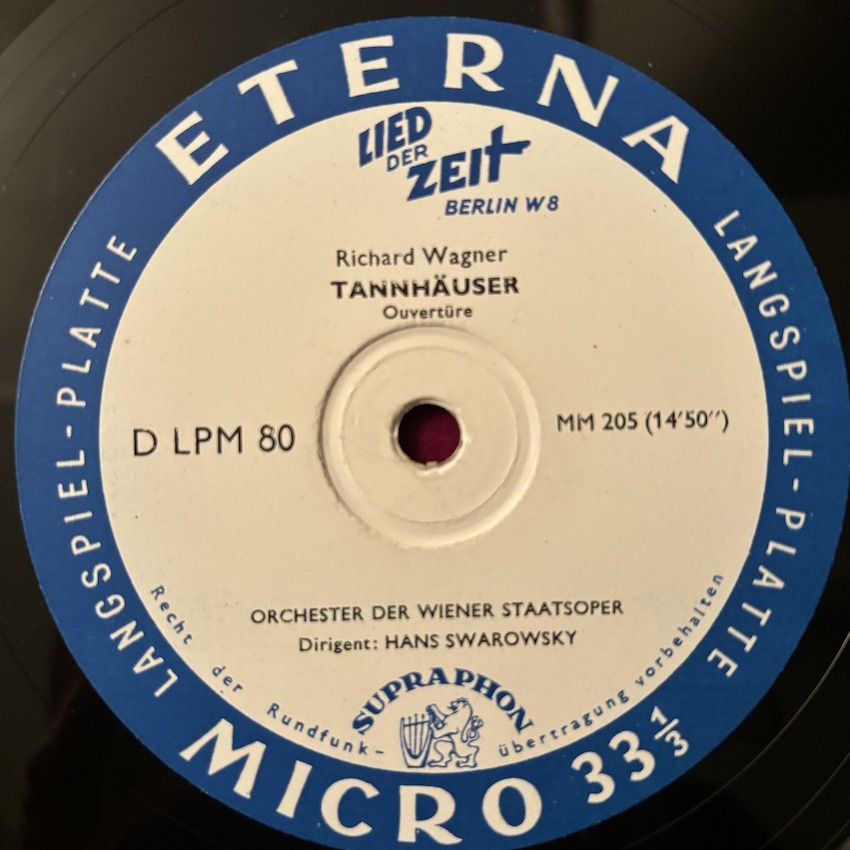 ETERNA
LIED
DER
ZEIT
BERLIN W8
Richard Wagner
TANNHÄUSER
Ouvertüre
D LPM 80
MM 205 (14′50″)
ORCHESTER DER WIENER STAATSOPER
Dirigent: HANS SWAROWSKY
SUPRAPHON
Recht der Rundfunk-übertragung vorbehalten
LANGSPIEL-PLATTE
LANGSPIEL-PLATTE
MICRO 33⅓